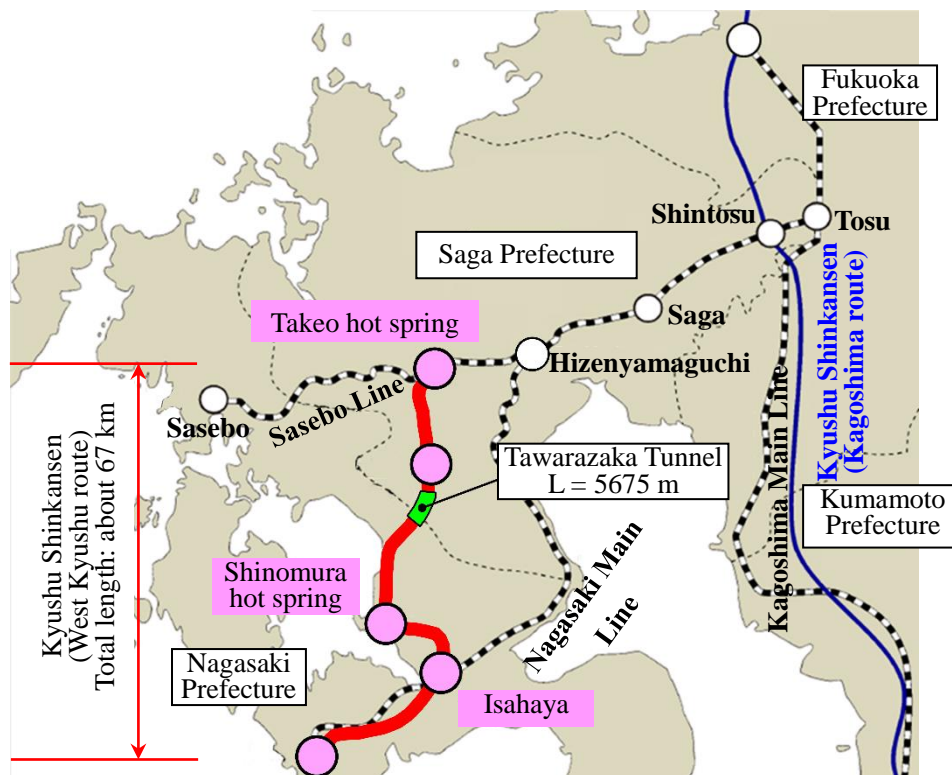 Fukuoka
Prefecture
Shintosu
Tosu
Saga Prefecture
Saga
Takeo hot spring
Hizenyamaguchi
Sasebo Line
Sasebo
Kyushu Shinkansen
(Kagoshima route)
Kagoshima Main Line
Tawarazaka Tunnel
L = 5675 m
Kumamoto
Prefecture
Kyushu Shinkansen
(West Kyushu route)
Total length: about 67 km
Shinomura
hot spring
Nagasaki Main
Line
Nagasaki
Prefecture
Isahaya